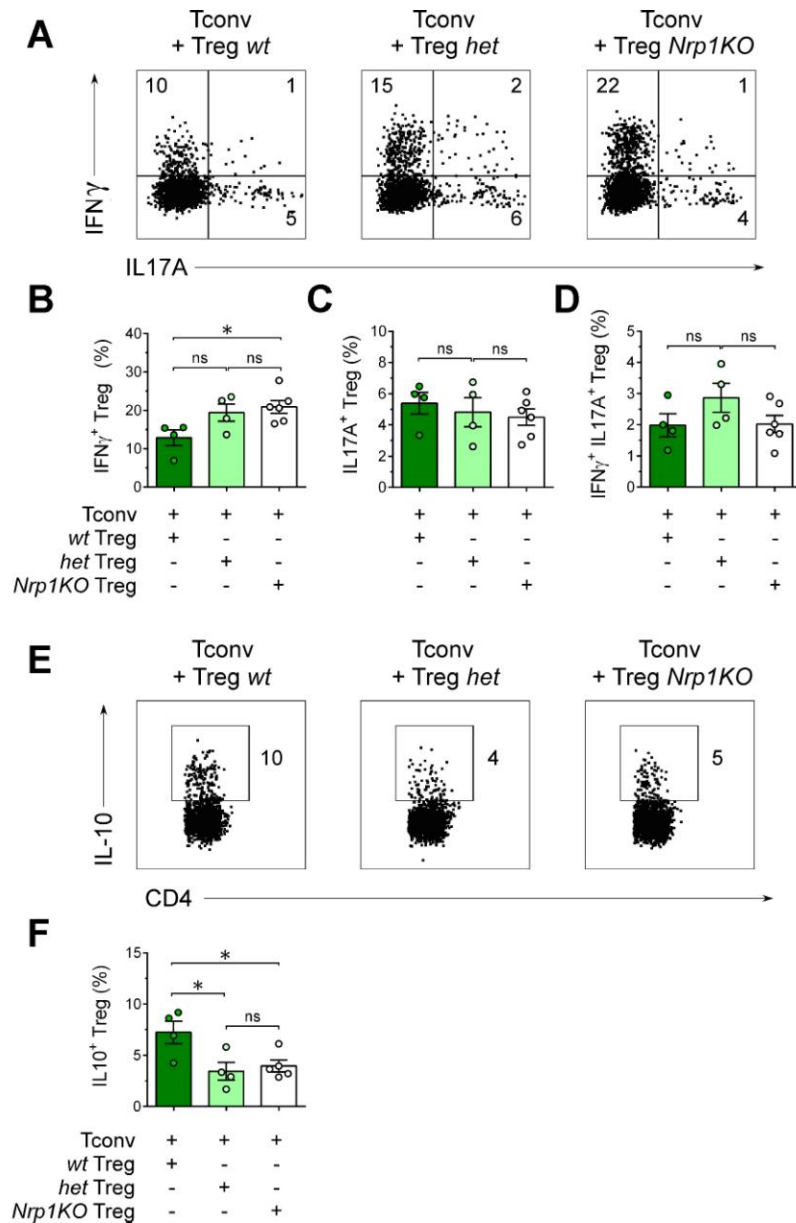 A
Tconv
+ Treg wt
Tconv
+ Treg het
Tconv
+ Treg Nrp1KO
10 1
5
15 2
6
22 1
4
IFNγ
IL17A
B
IFNγ+ Treg (%)
40
30
20
10
0
*
ns ns
C
IL17A+ Treg (%)
10
8
6
4
2
0
ns ns
D
IFNγ+ IL17A+ Treg (%)
5
4
3
2
1
0
ns ns
Tconv + + + + + + + + +
wt Treg + - - + - - + - -
het Treg - + - - + - - + -
Nrp1KO Treg - - + - - + - - +
E
Tconv
+ Treg wt
Tconv
+ Treg het
Tconv
+ Treg Nrp1KO
10
4
5
IL-10
CD4
F
IL10+ Treg (%)
15
10
5
0
*
*
ns
Tconv + + +
wt Treg + - -
het Treg - + -
Nrp1KO Treg - - +